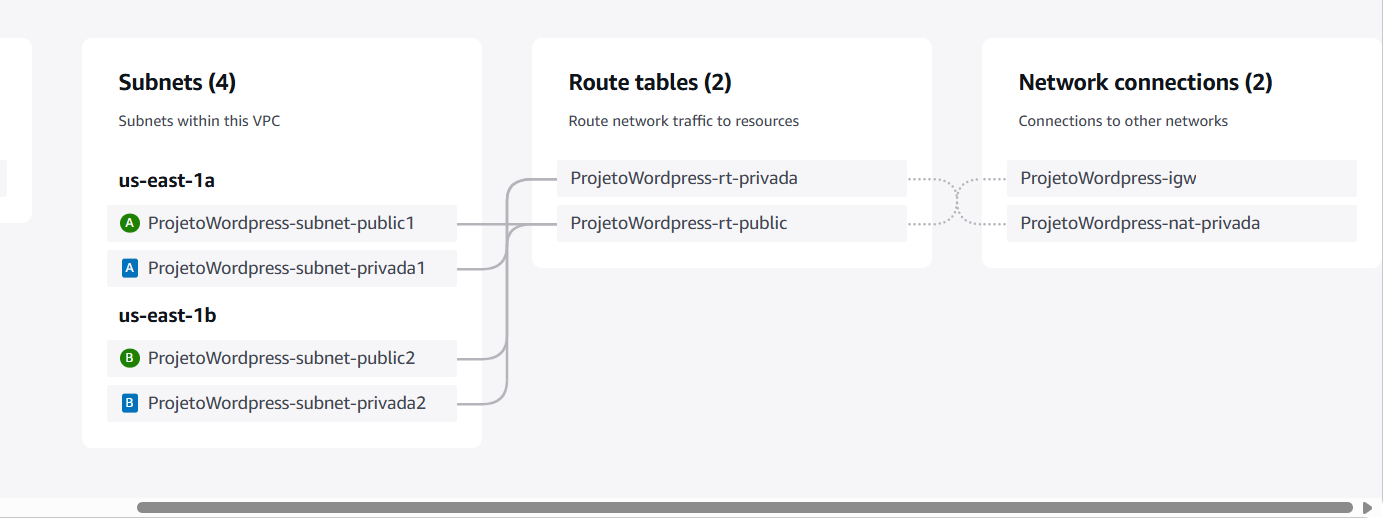 Subnets (4)
Subnets within this VPC
us-east-1a
A ProjetoWordpress-subnet-public1
A ProjetoWordpress-subnet-privada1
us-east-1b
B ProjetoWordpress-subnet-public2
B ProjetoWordpress-subnet-privada2
Route tables (2)
Route network traffic to resources
ProjetoWordpress-rt-privada
ProjetoWordpress-rt-public
Network connections (2)
Connections to other networks
ProjetoWordpress-igw
ProjetoWordpress-nat-privada